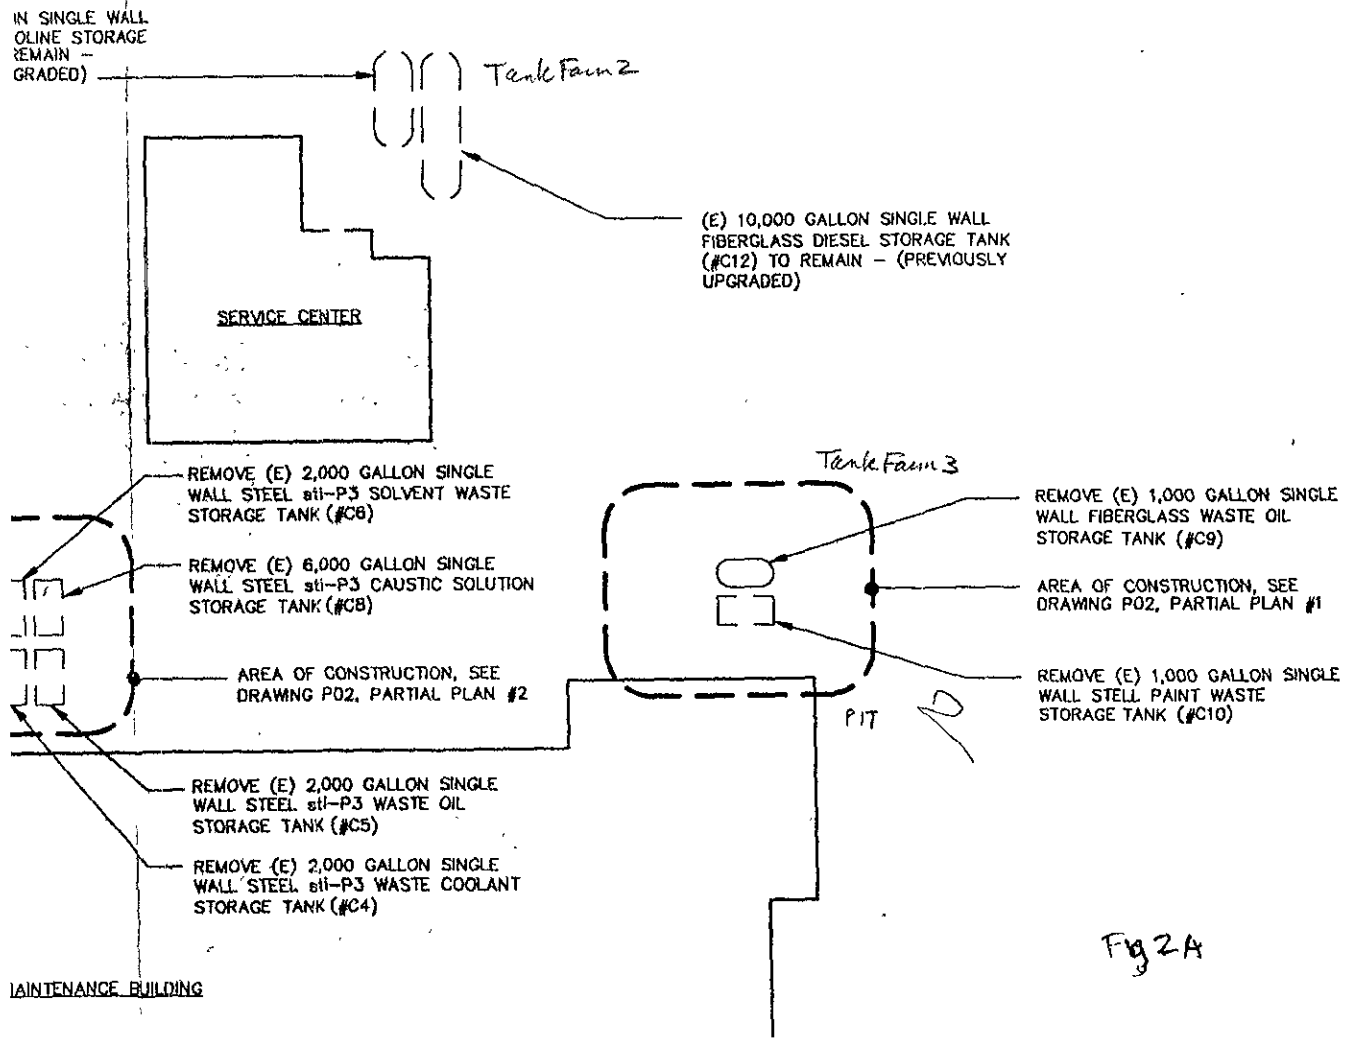 IN SINGLE WALL
OLINE STORAGE
REMAIN –
GRADED)
Tank Farm 2
(E) 10,000 GALLON SINGLE WALL
FIBERGLASS DIESEL STORAGE TANK
(#C12) TO REMAIN – (PREVIOUSLY
UPGRADED)
SERVICE CENTER
REMOVE (E) 2,000 GALLON SINGLE
WALL STEEL sti-P3 SOLVENT WASTE
STORAGE TANK (#C6)
REMOVE (E) 6,000 GALLON SINGLE
WALL STEEL sti-P3 CAUSTIC SOLUTION
STORAGE TANK (#C8)
AREA OF CONSTRUCTION, SEE
DRAWING P02, PARTIAL PLAN #2
REMOVE (E) 2,000 GALLON SINGLE
WALL STEEL sti-P3 WASTE OIL
STORAGE TANK (#C5)
REMOVE (E) 2,000 GALLON SINGLE
WALL STEEL sti-P3 WASTE COOLANT
STORAGE TANK (#C4)
Tank Farm 3
REMOVE (E) 1,000 GALLON SINGLE
WALL FIBERGLASS WASTE OIL
STORAGE TANK (#C9)
AREA OF CONSTRUCTION, SEE
DRAWING P02, PARTIAL PLAN #1
REMOVE (E) 1,000 GALLON SINGLE
WALL STELL PAINT WASTE
STORAGE TANK (#C10)
PIT
Fig 2A
AINTENANCE BUILDING